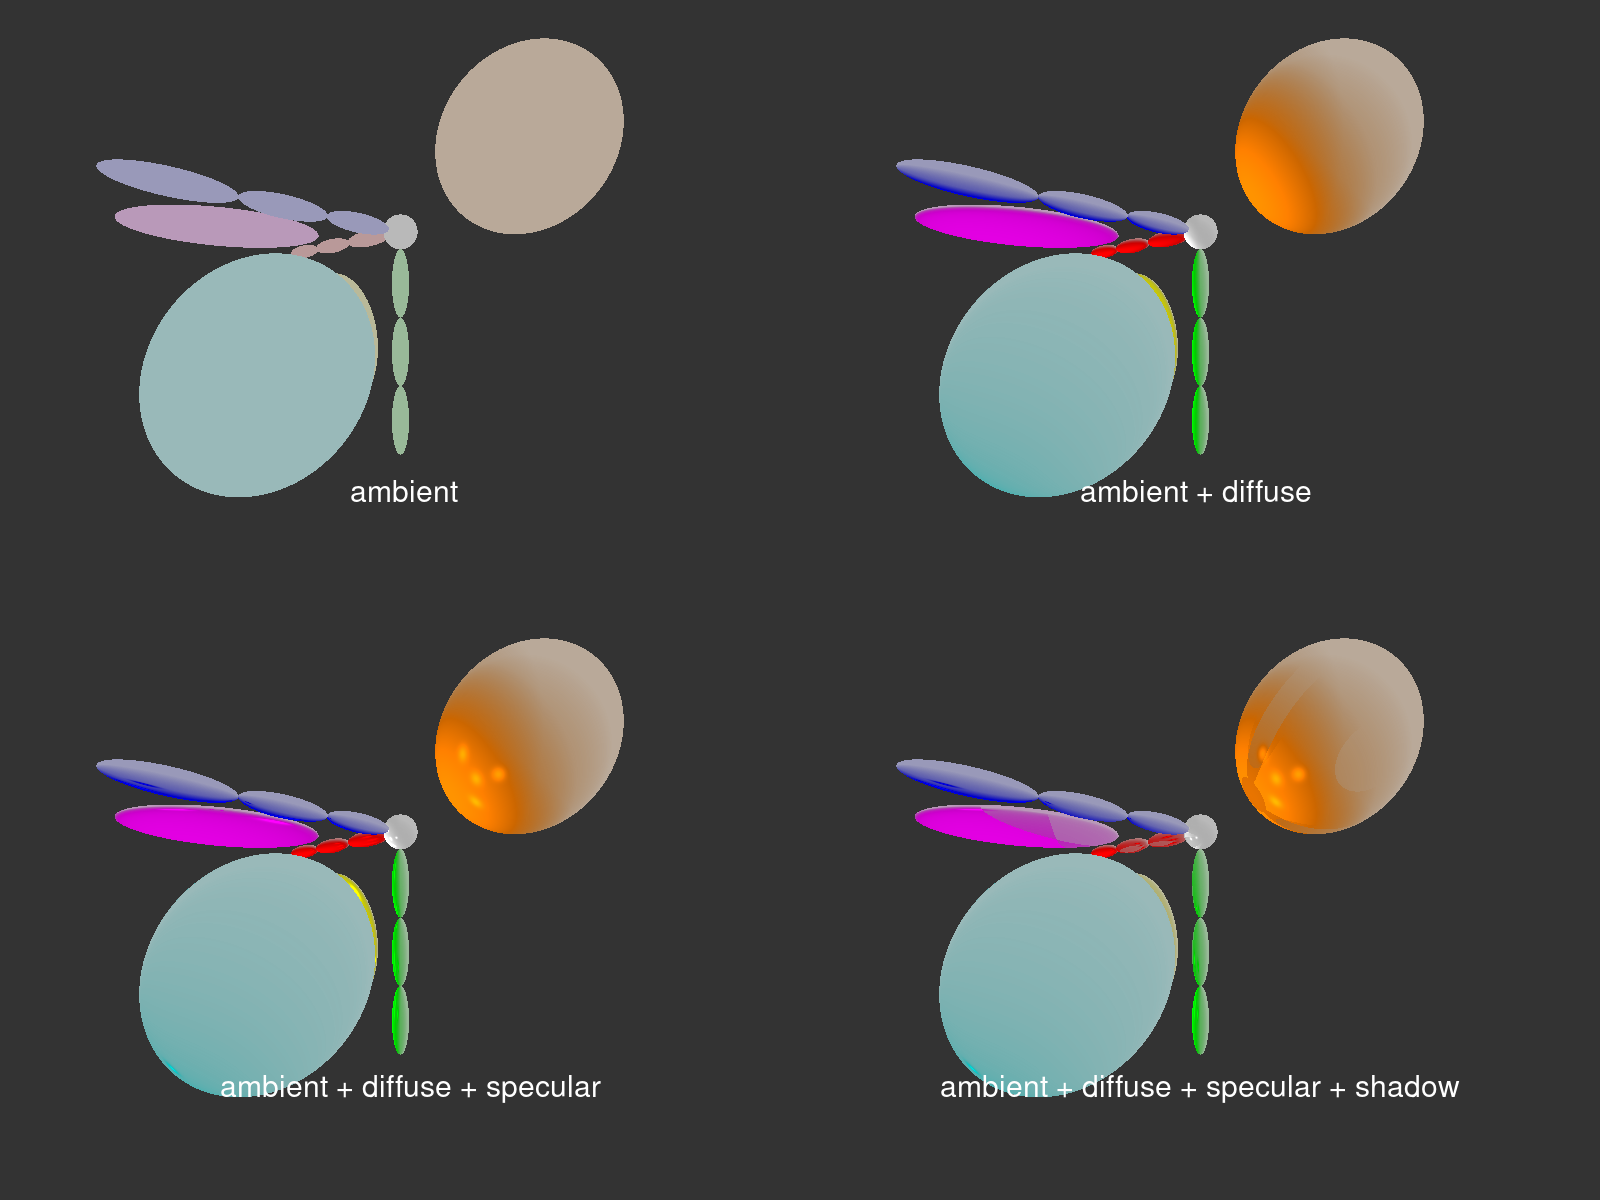 ambient
ambient + diffuse
ambient + diffuse + specular
ambient + diffuse + specular + shadow